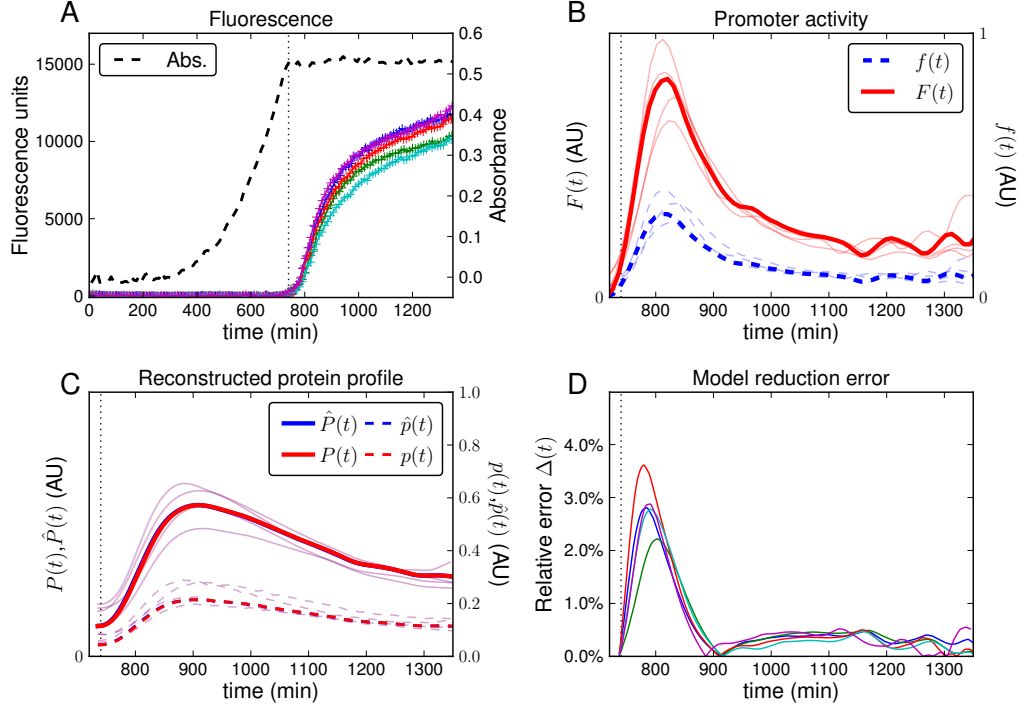 A
Fluorescence
Abs.
Fluorescence units
15000
10000
5000
0
0.6
0.5
0.4
0.3
0.2
0.1
0.0
Absorbance
0 200 400 600 800 1000 1200
time (min)
B
Promoter activity
f(t)
F(t)
F(t) (AU)
0
1
0
f(t) (AU)
800 900 1000 1100 1200 1300
time (min)
C
Reconstructed protein profile
P̂(t) p̂(t)
P(t) p(t)
P(t),P̂(t) (AU)
0
1.0
0.8
0.6
0.4
0.2
0.0
p(t),p̂(t) (AU)
800 900 1000 1100 1200 1300
time (min)
D
Model reduction error
Relative error Δ(t)
4.0%
3.0%
2.0%
1.0%
0.0%
800 900 1000 1100 1200 1300
time (min)